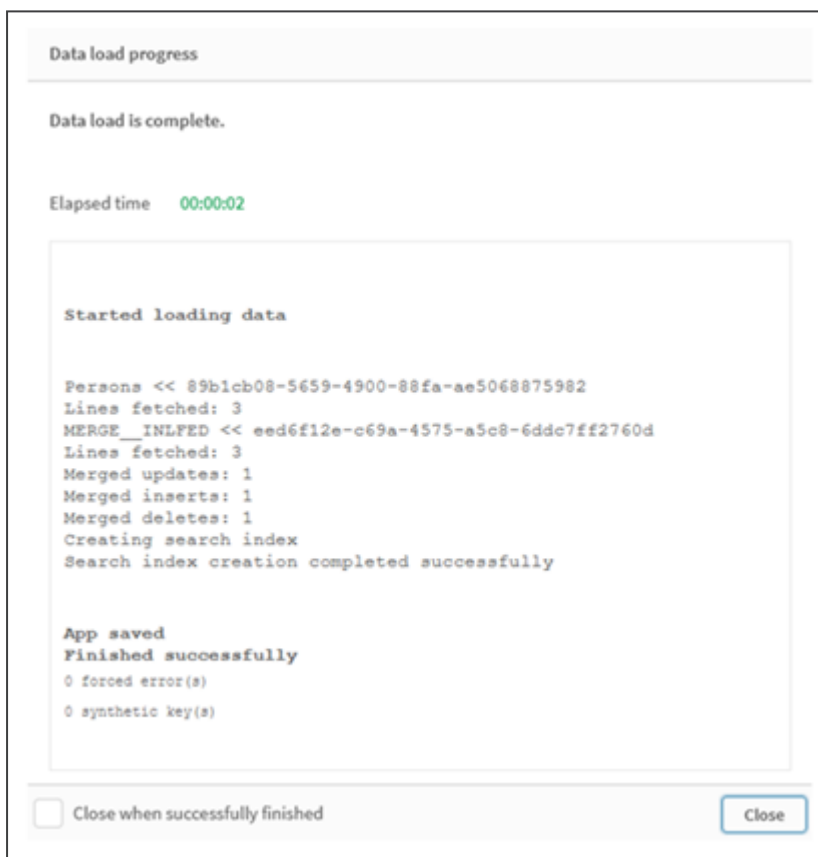 Data load progress
Data load is complete.
Elapsed time 00:00:02
Started loading data
Persons << 89b1cb08-5659-4900-88fa-ae5068875982
Lines fetched: 3
MERGE__INLFED << eed6f12e-c69a-4575-a5c8-6ddc7ff2760d
Lines fetched: 3
Merged updates: 1
Merged inserts: 1
Merged deletes: 1
Creating search index
Search index creation completed successfully
App saved
Finished successfully
0 forced error(s)
0 synthetic key(s)
Close when successfully finished
Close